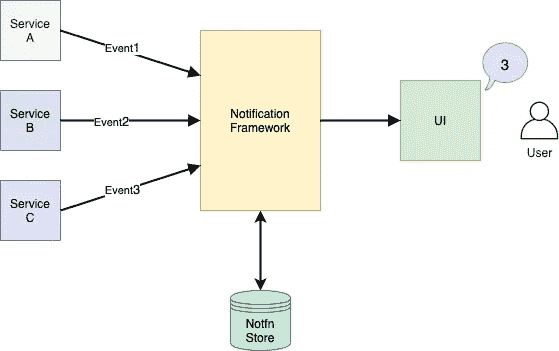 Service
A
Event1
Service
B
Event2
Service
C
Event3
Notification
Framework
3
UI
User
Notfn
Store